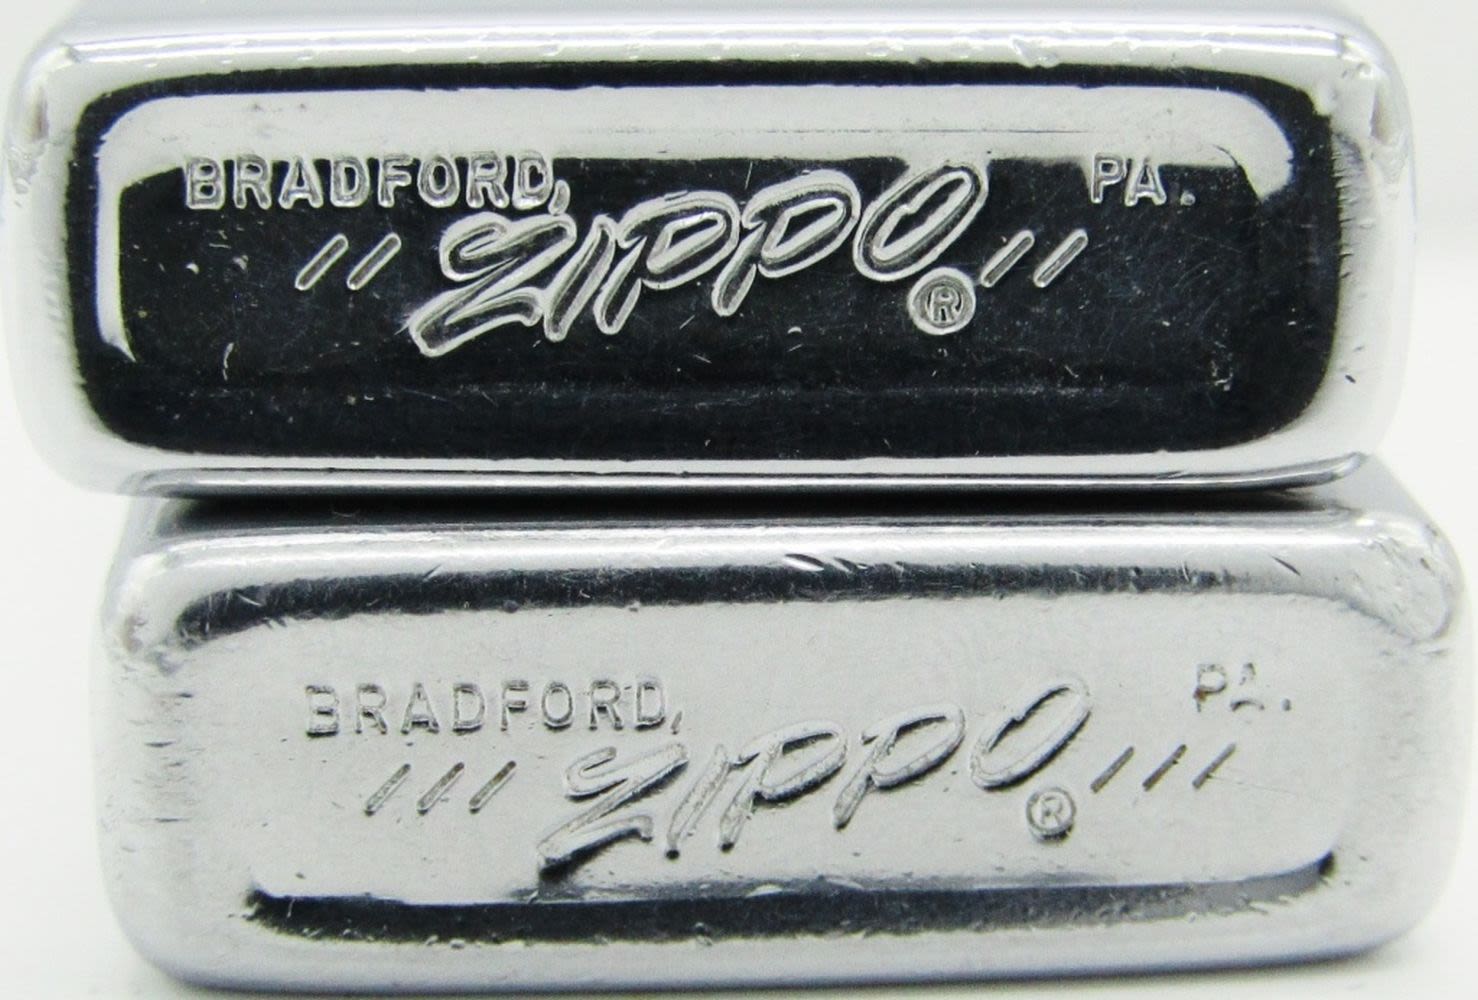 BRADFORD, PA.
// ZIPPO ® //
BRADFORD, PA.
/// ZIPPO ® ///